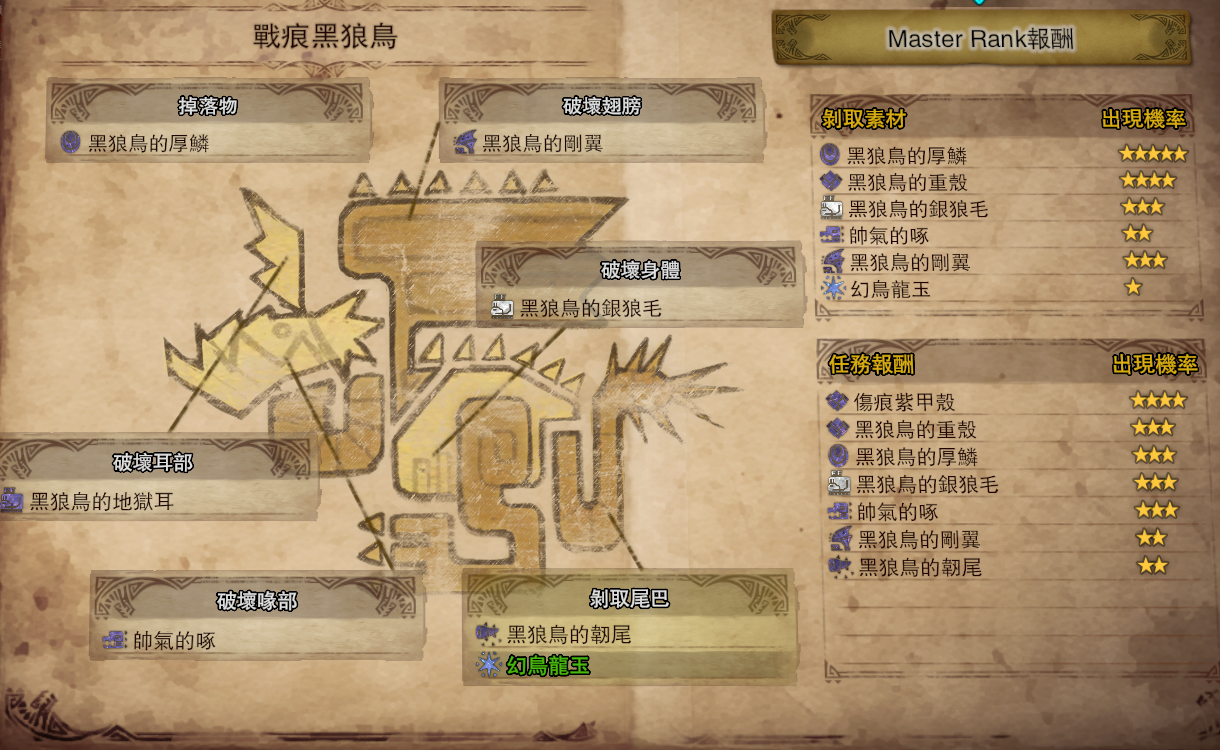 戰痕黑狼鳥
掉落物
黑狼鳥的厚鱗
破壞翅膀
黑狼鳥的剛翼
破壞身體
黑狼鳥的銀狼毛
破壞耳部
黑狼鳥的地獄耳
破壞喙部
帥氣的啄
剝取尾巴
黑狼鳥的韌尾
幻鳥龍玉
Master Rank報酬
剝取素材 出現機率
黑狼鳥的厚鱗 ★★★★★
黑狼鳥的重殼 ★★★★
黑狼鳥的銀狼毛 ★★★
帥氣的啄 ★★
黑狼鳥的剛翼 ★★★
幻鳥龍玉 ★
任務報酬 出現機率
傷痕紫甲殼 ★★★★
黑狼鳥的重殼 ★★★
黑狼鳥的厚鱗 ★★★
黑狼鳥的銀狼毛 ★★★
帥氣的啄 ★★★
黑狼鳥的剛翼 ★★
黑狼鳥的韌尾 ★★